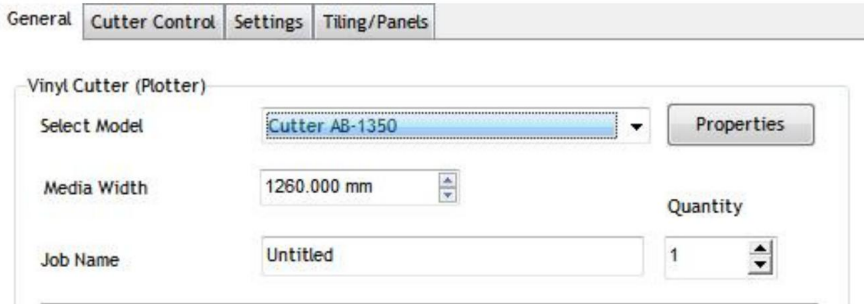 General Cutter Control Settings Tiling/Panels
Vinyl Cutter (Plotter)
Select Model Cutter AB-1350 Properties
Media Width 1260.000 mm
Quantity
Job Name Untitled 1